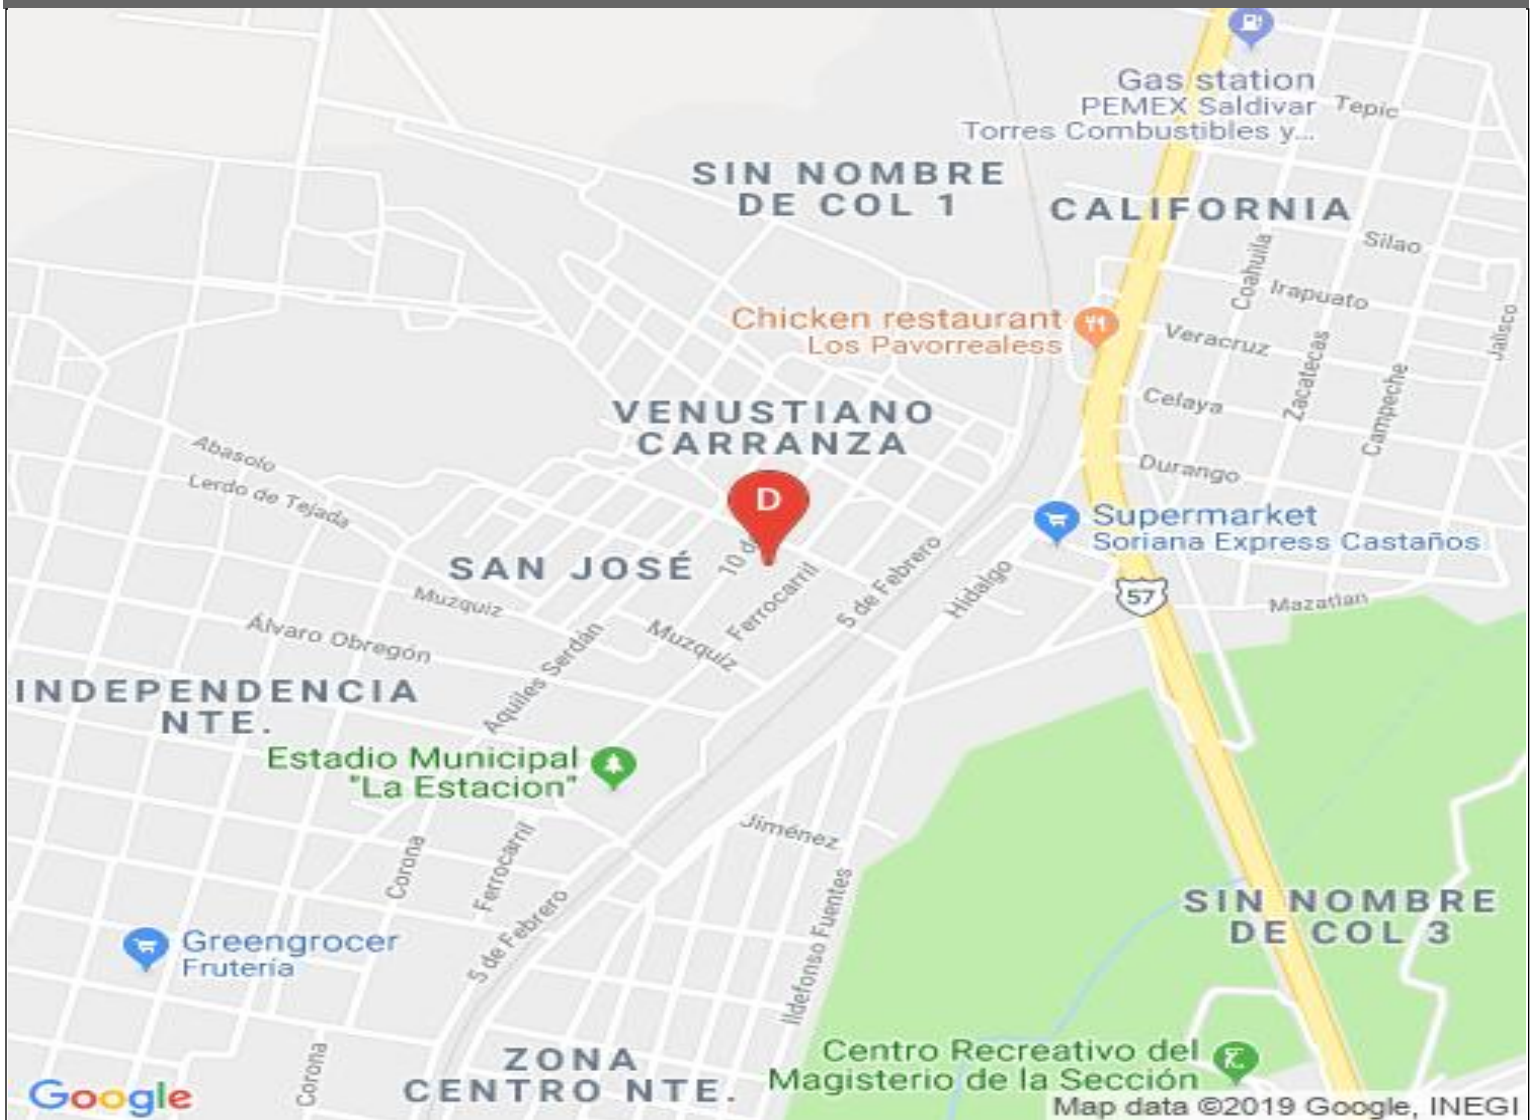 Gas station
PEMEX Saldivar
Torres Combustibles y...
Tepic
SIN NOMBRE
DE COL 1
CALIFORNIA
Silao
Coahuila
Irapuato
Chicken restaurant
Los Pavorrealess
Veracruz
Jalisco
Zacatecas
Campeche
Celaya
VENUSTIANO
CARRANZA
Abasolo
Lerdo de Tejada
Durango
D
Supermarket
Soriana Express Castaños
SAN JOSÉ
10 de
Ferrocarril
5 de Febrero
Hidalgo
57
Mazatlan
Muzquiz
Álvaro Obregón
Aquiles Serdán
Muzquiz
INDEPENDENCIA
NTE.
Estadio Municipal
"La Estacion"
Jiménez
Corona
Ferrocarril
5 de Febrero
Ildefonso Fuentes
SIN NOMBRE
DE COL 3
Greengrocer
Frutería
Corona
ZONA
CENTRO NTE.
Centro Recreativo del
Magisterio de la Sección
Google
Map data ©2019 Google, INEGI